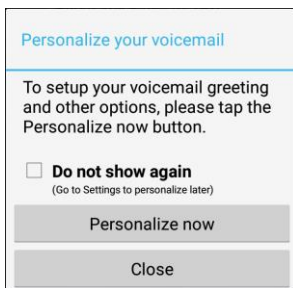 Personalize your voicemail
To setup your voicemail greeting
and other options, please tap the
Personalize now button.
Do not show again
(Go to Settings to personalize later)
Personalize now
Close